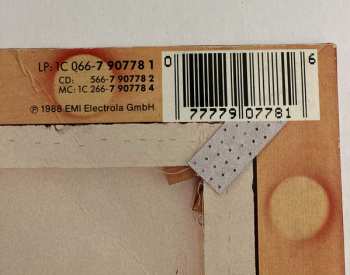 LP: 1C 066-7 90778 1
CD: 566-7 90778 2
MC: 1C 266-7 90778 4
℗ 1988 EMI Electrola GmbH
0 77779 07781 6